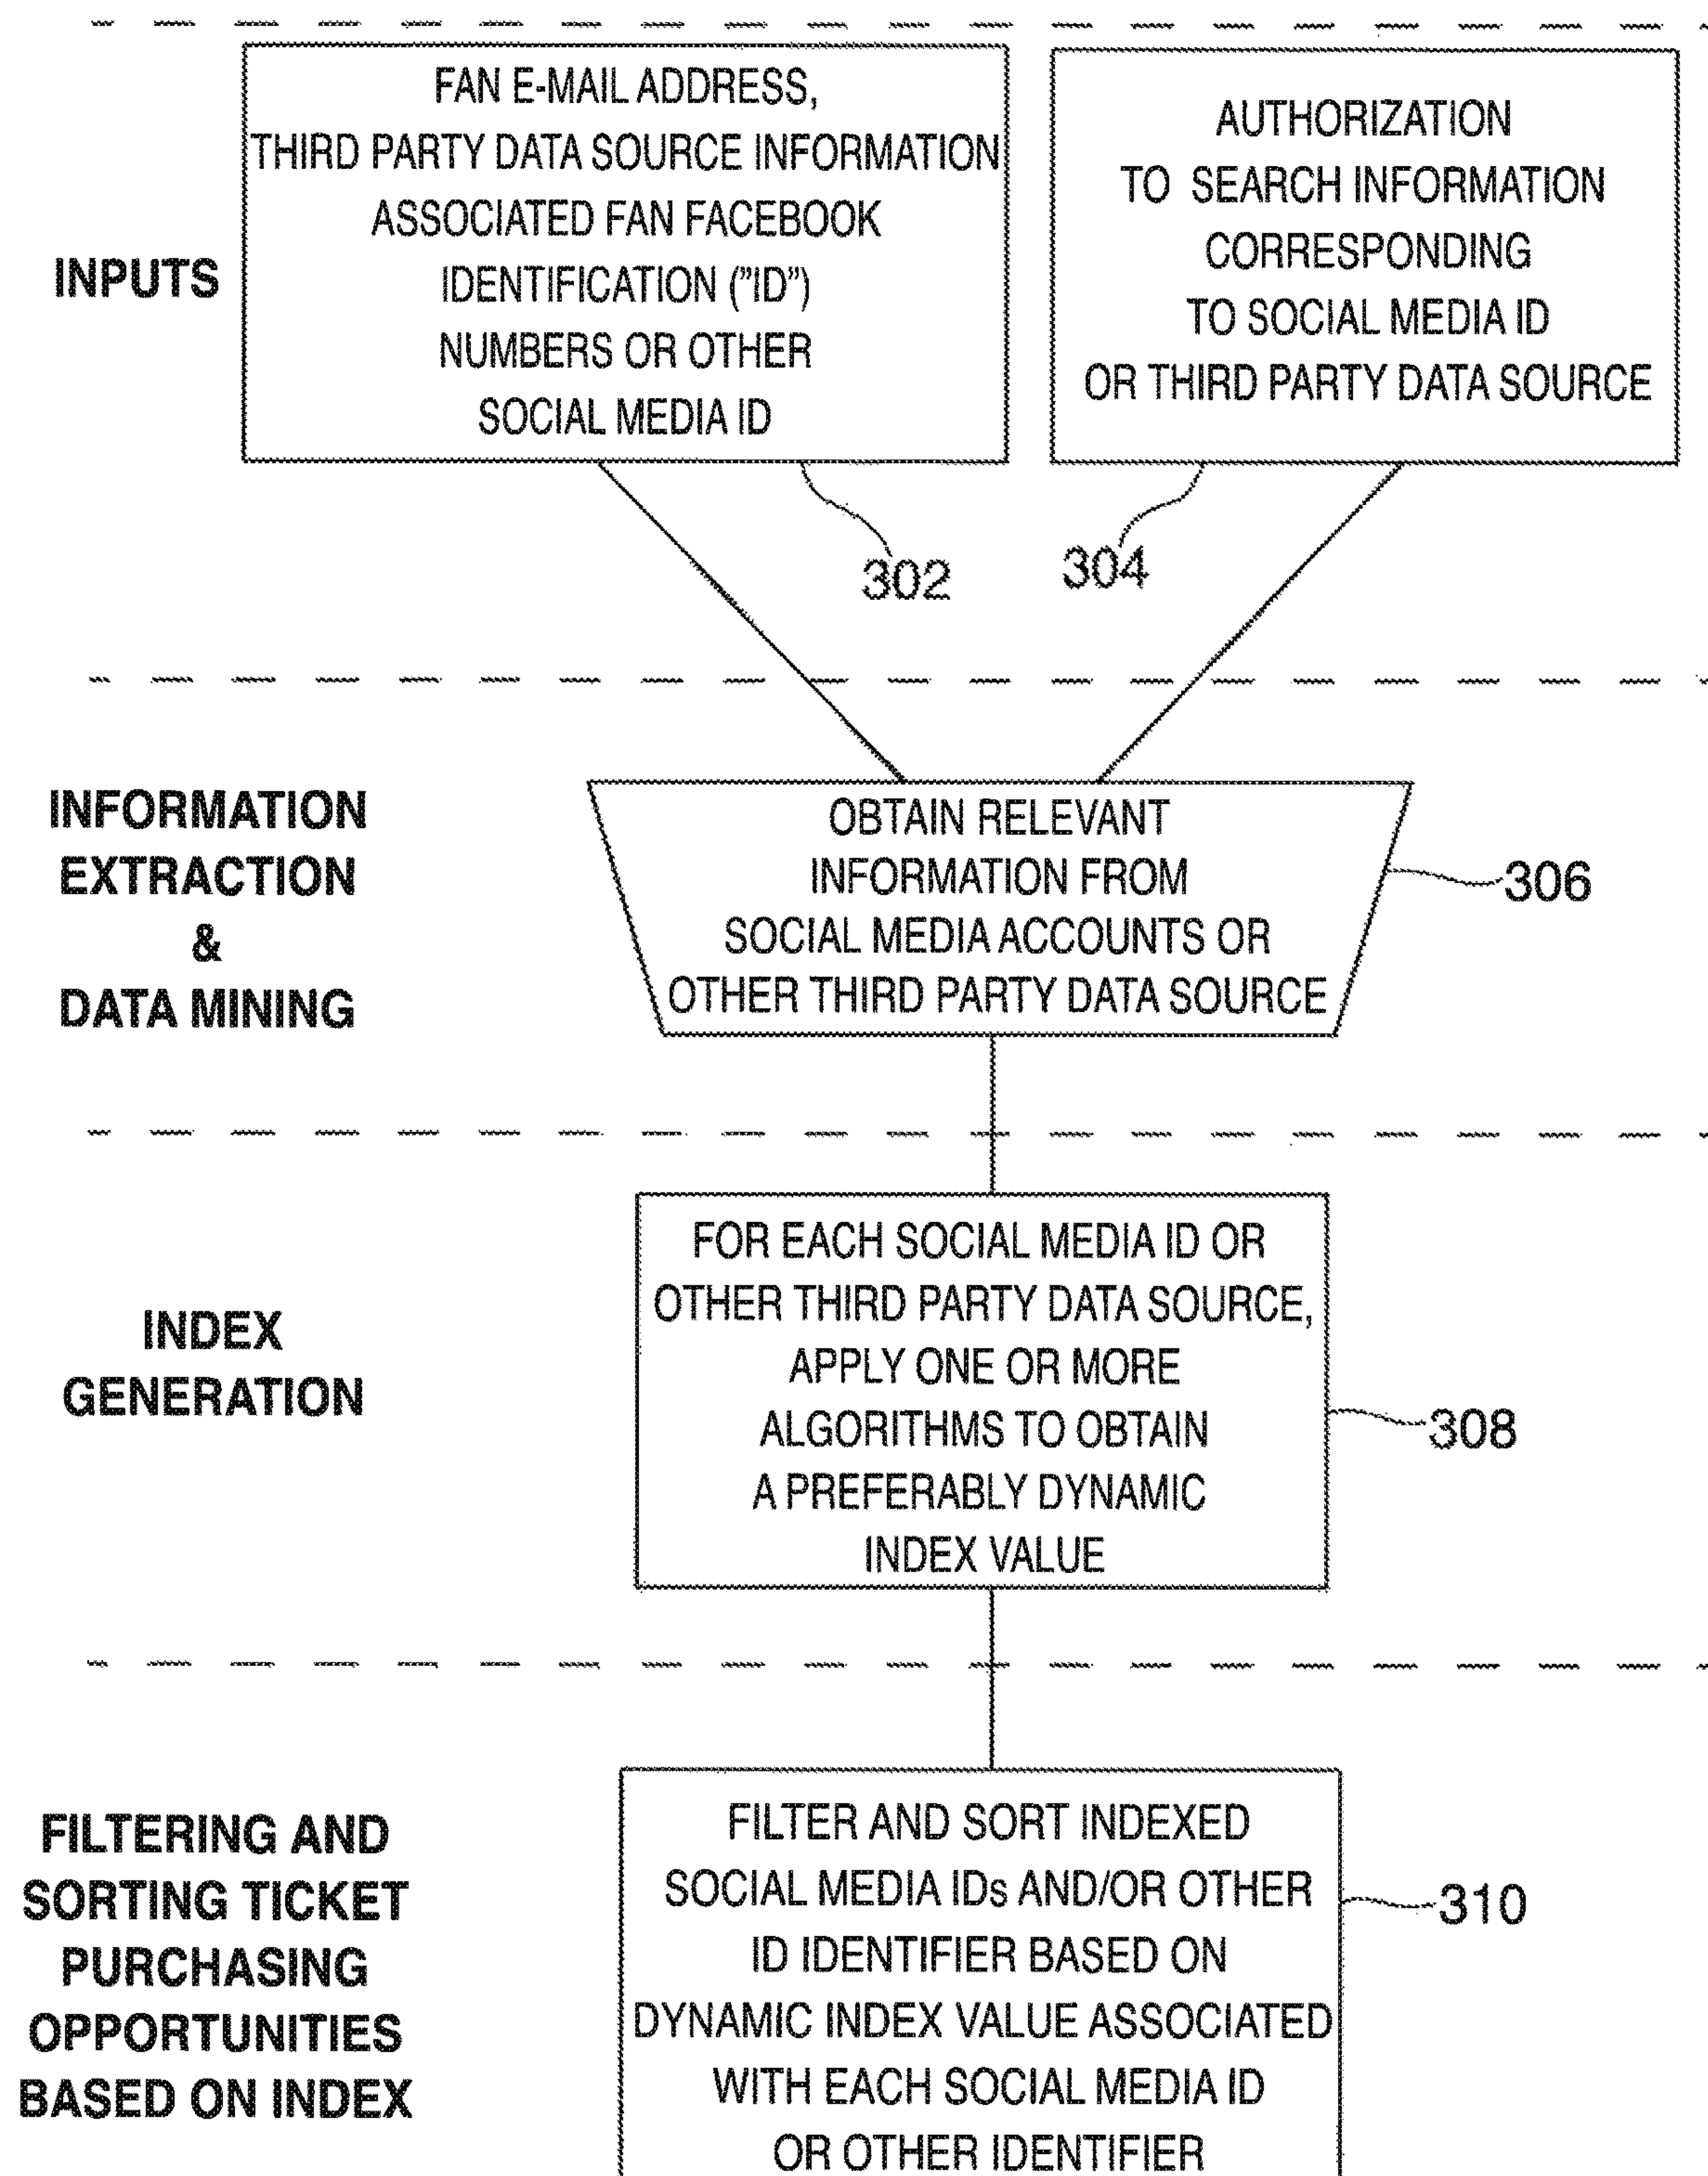 INPUTS
FAN E-MAIL ADDRESS,
THIRD PARTY DATA SOURCE INFORMATION
ASSOCIATED FAN FACEBOOK
IDENTIFICATION (”ID”)
NUMBERS OR OTHER
SOCIAL MEDIA ID
302
AUTHORIZATION
TO SEARCH INFORMATION
CORRESPONDING
TO SOCIAL MEDIA ID
OR THIRD PARTY DATA SOURCE
304
INFORMATION
EXTRACTION
&
DATA MINING
OBTAIN RELEVANT
INFORMATION FROM
SOCIAL MEDIA ACCOUNTS OR
OTHER THIRD PARTY DATA SOURCE
306
INDEX
GENERATION
FOR EACH SOCIAL MEDIA ID OR
OTHER THIRD PARTY DATA SOURCE,
APPLY ONE OR MORE
ALGORITHMS TO OBTAIN
A PREFERABLY DYNAMIC
INDEX VALUE
308
FILTERING AND
SORTING TICKET
PURCHASING
OPPORTUNITIES
BASED ON INDEX
FILTER AND SORT INDEXED
SOCIAL MEDIA IDs AND/OR OTHER
ID IDENTIFIER BASED ON
DYNAMIC INDEX VALUE ASSOCIATED
WITH EACH SOCIAL MEDIA ID
OR OTHER IDENTIFIER
310